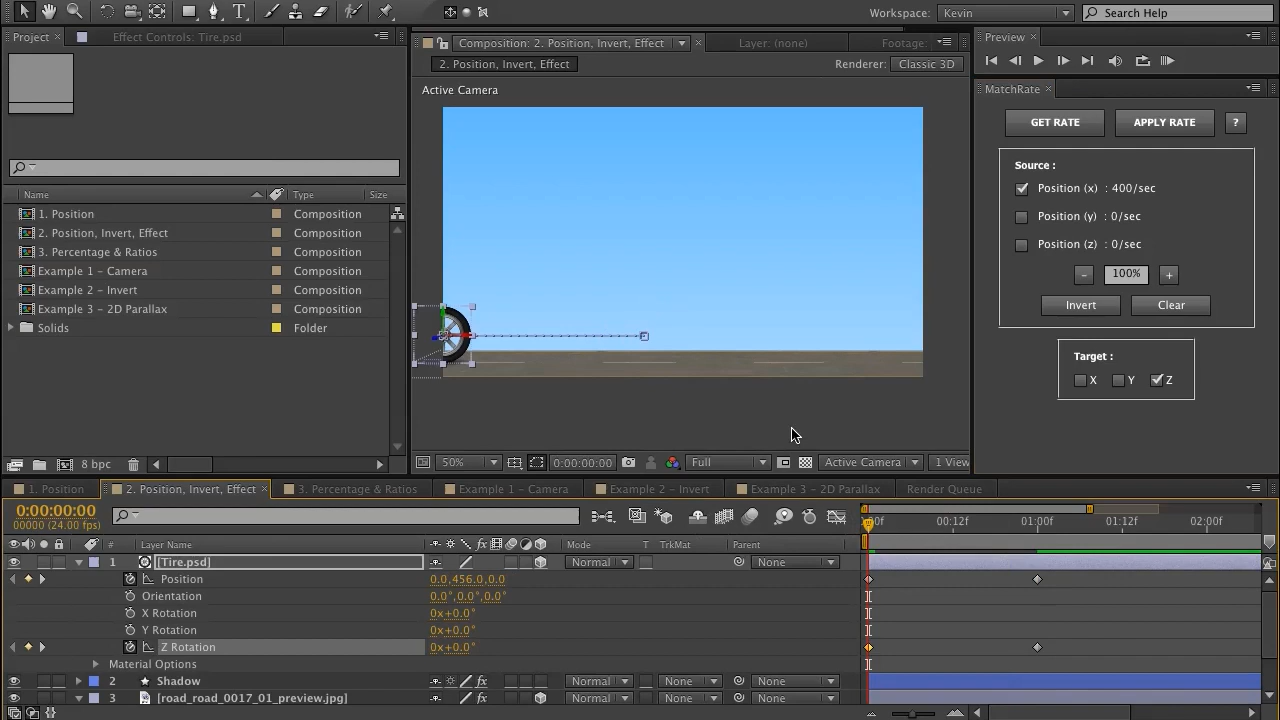 Workspace: Kevin Search Help
Project × Effect Controls: Tire.psd
Composition: 2. Position, Invert, Effect × Layer: (none) Footage:
Preview ×
2. Position, Invert, Effect Renderer: Classic 3D
Active Camera
MatchRate ×
GET RATE APPLY RATE ?
Source :
Position (x) : 400/sec
Position (y) : 0/sec
Position (z) : 0/sec
- 100% +
Invert Clear
Target :
X Y Z
Name Type Size
1. Position Composition
2. Position, Invert, Effect Composition
3. Percentage & Ratios Composition
Example 1 – Camera Composition
Example 2 – Invert Composition
Example 3 – 2D Parallax Composition
Solids Folder
8 bpc
50% 0:00:00:00 Full Active Camera 1 View
1. Position 2. Position, Invert, Effect × 3. Percentage & Ratios Example 1 – Camera Example 2 – Invert Example 3 – 2D Parallax Render Queue
0:00:00:00
00000 (24.00 fps)
00f 00:12f 01:00 01:12f 02:00
# Layer Name Mode T TrkMat Parent
1 [Tire.psd] Normal None
Position 0.0,456.0,0.0
Orientation 0.0°,0.0°,0.0°
X Rotation 0x+0.0°
Y Rotation 0x+0.0°
Z Rotation 0x+0.0°
Material Options
2 Shadow Normal None None
3 [road_road_0017_01_preview.jpg] Normal None None